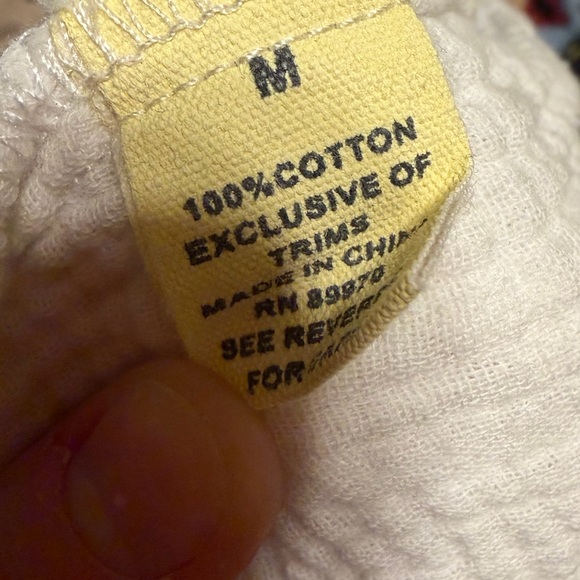 M
100%COTTON
EXCLUSIVE OF
TRIMS
MADE IN CHINA
RN 89970
SEE REVERSE
FOR